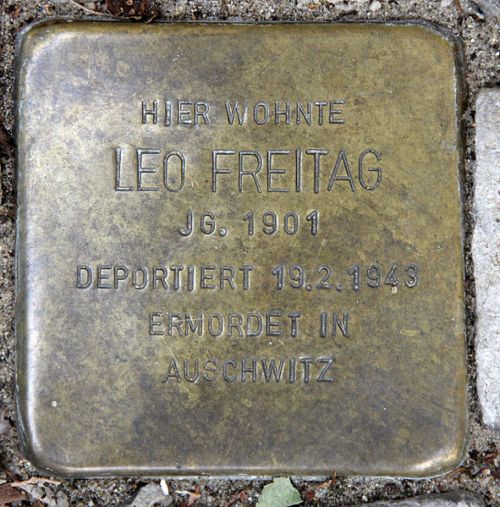 HIER WOHNTE
LEO FREITAG
JG. 1901
DEPORTIERT 19.2.1943
ERMORDET IN
AUSCHWITZ